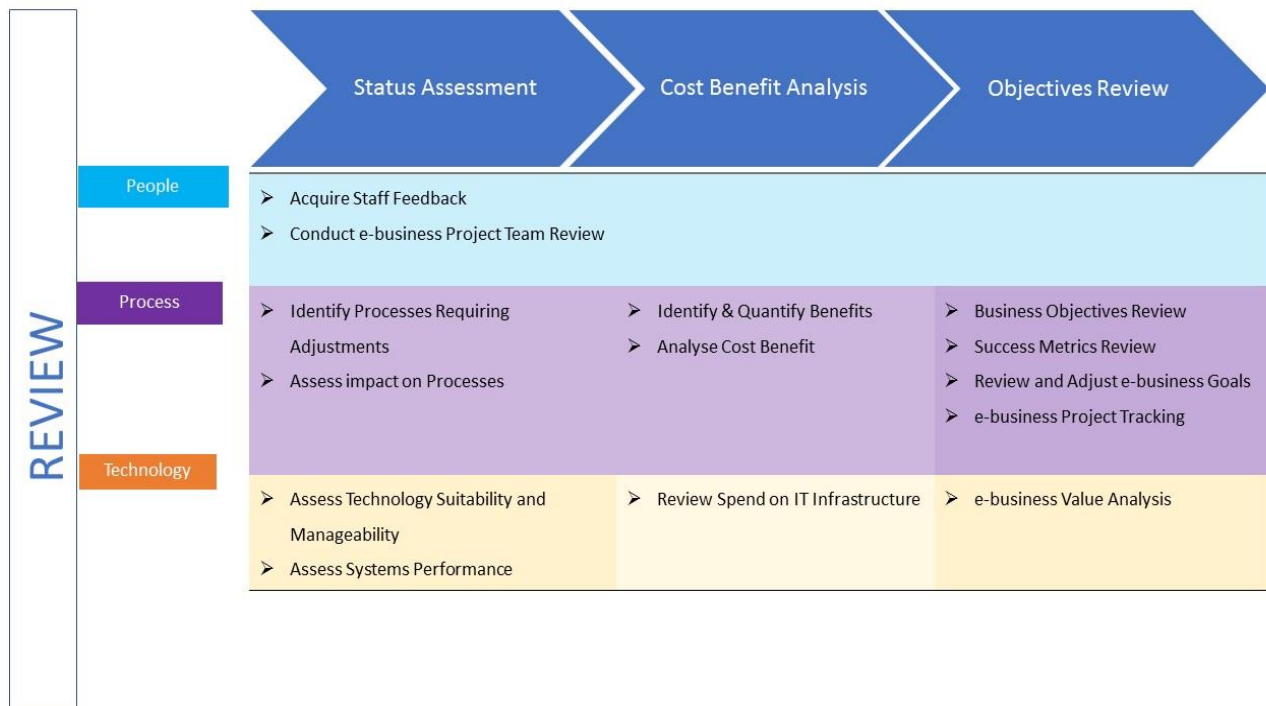 REVIEW
Status Assessment
Cost Benefit Analysis
Objectives Review
People
Acquire Staff Feedback
Conduct e-business Project Team Review
Process
Identify Processes Requiring
Adjustments
Assess impact on Processes
Identify & Quantify Benefits
Analyse Cost Benefit
Business Objectives Review
Success Metrics Review
Review and Adjust e-business Goals
e-business Project Tracking
Technology
Assess Technology Suitability and
Manageability
Assess Systems Performance
Review Spend on IT Infrastructure
e-business Value Analysis